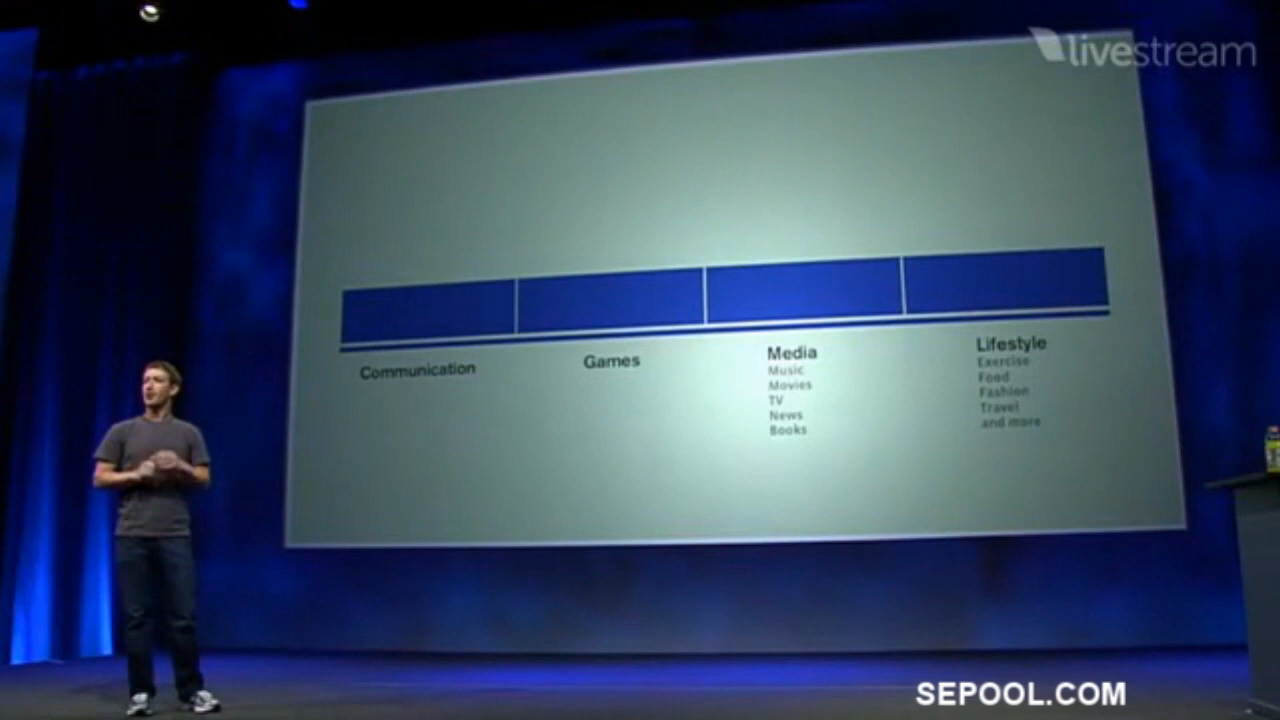 livestream
Communication
Games
Media
Music
Movies
TV
News
Books
Lifestyle
Exercise
Food
Fashion
Travel
and more
SEPOOL.COM